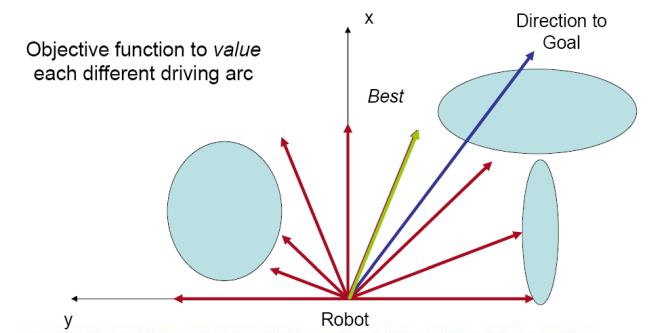 x
Direction to
Goal
Objective function to value
each different driving arc
Best
y
Robot